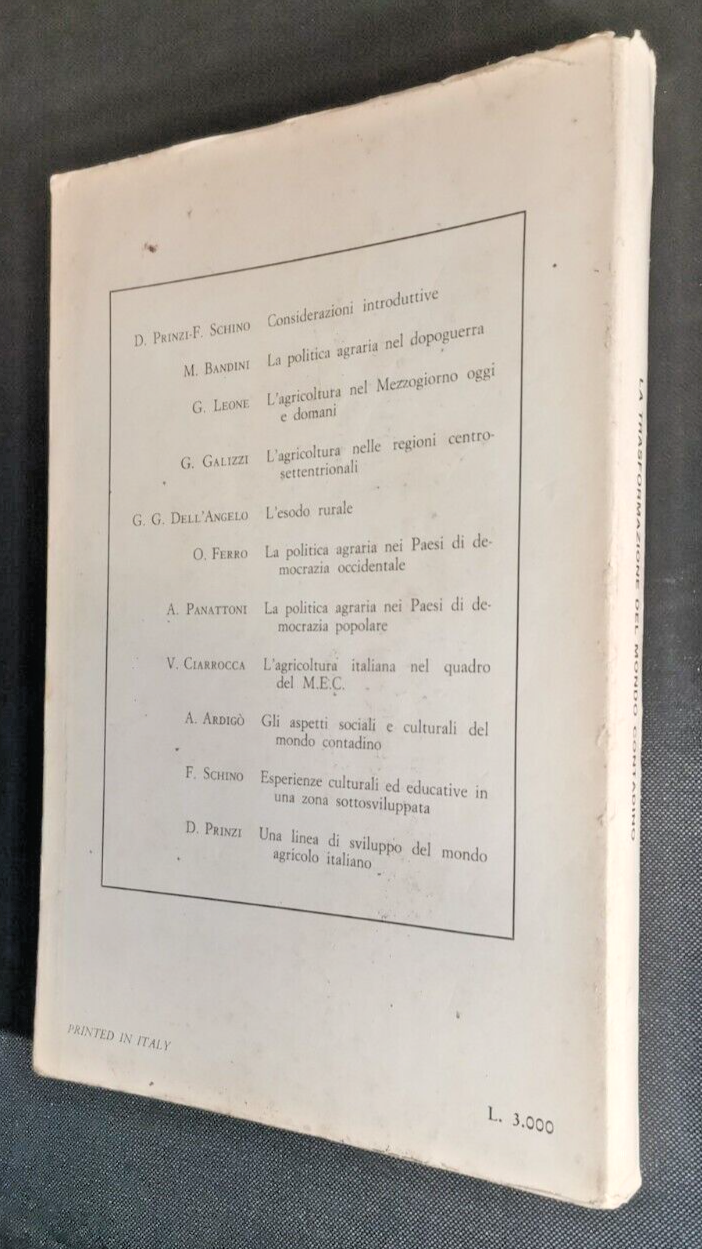 D. PRINZI-F. SCHINO Considerazioni introduttive
M. BANDINI La politica agraria nel dopoguerra
G. LEONE L'agricoltura nel Mezzogiorno oggi
e domani
G. GALIZZI L'agricoltura nelle regioni centro-
settentrionali
G. G. DELL'ANGELO L'esodo rurale
O. FERRO La politica agraria nei Paesi di de-
mocrazia occidentale
A. PANATTONI La politica agraria nei Paesi di de-
mocrazia popolare
V. CIARROCCA L'agricoltura italiana nel quadro
del M.E.C.
A. ARDIGÒ Gli aspetti sociali e culturali del
mondo contadino
F. SCHINO Esperienze culturali ed educative in
una zona sottosviluppata
D. PRINZI Una linea di sviluppo del mondo
agricolo italiano
PRINTED IN ITALY
L. 3.000
LA TRASFORMAZIONE DEL MONDO CONTADINO